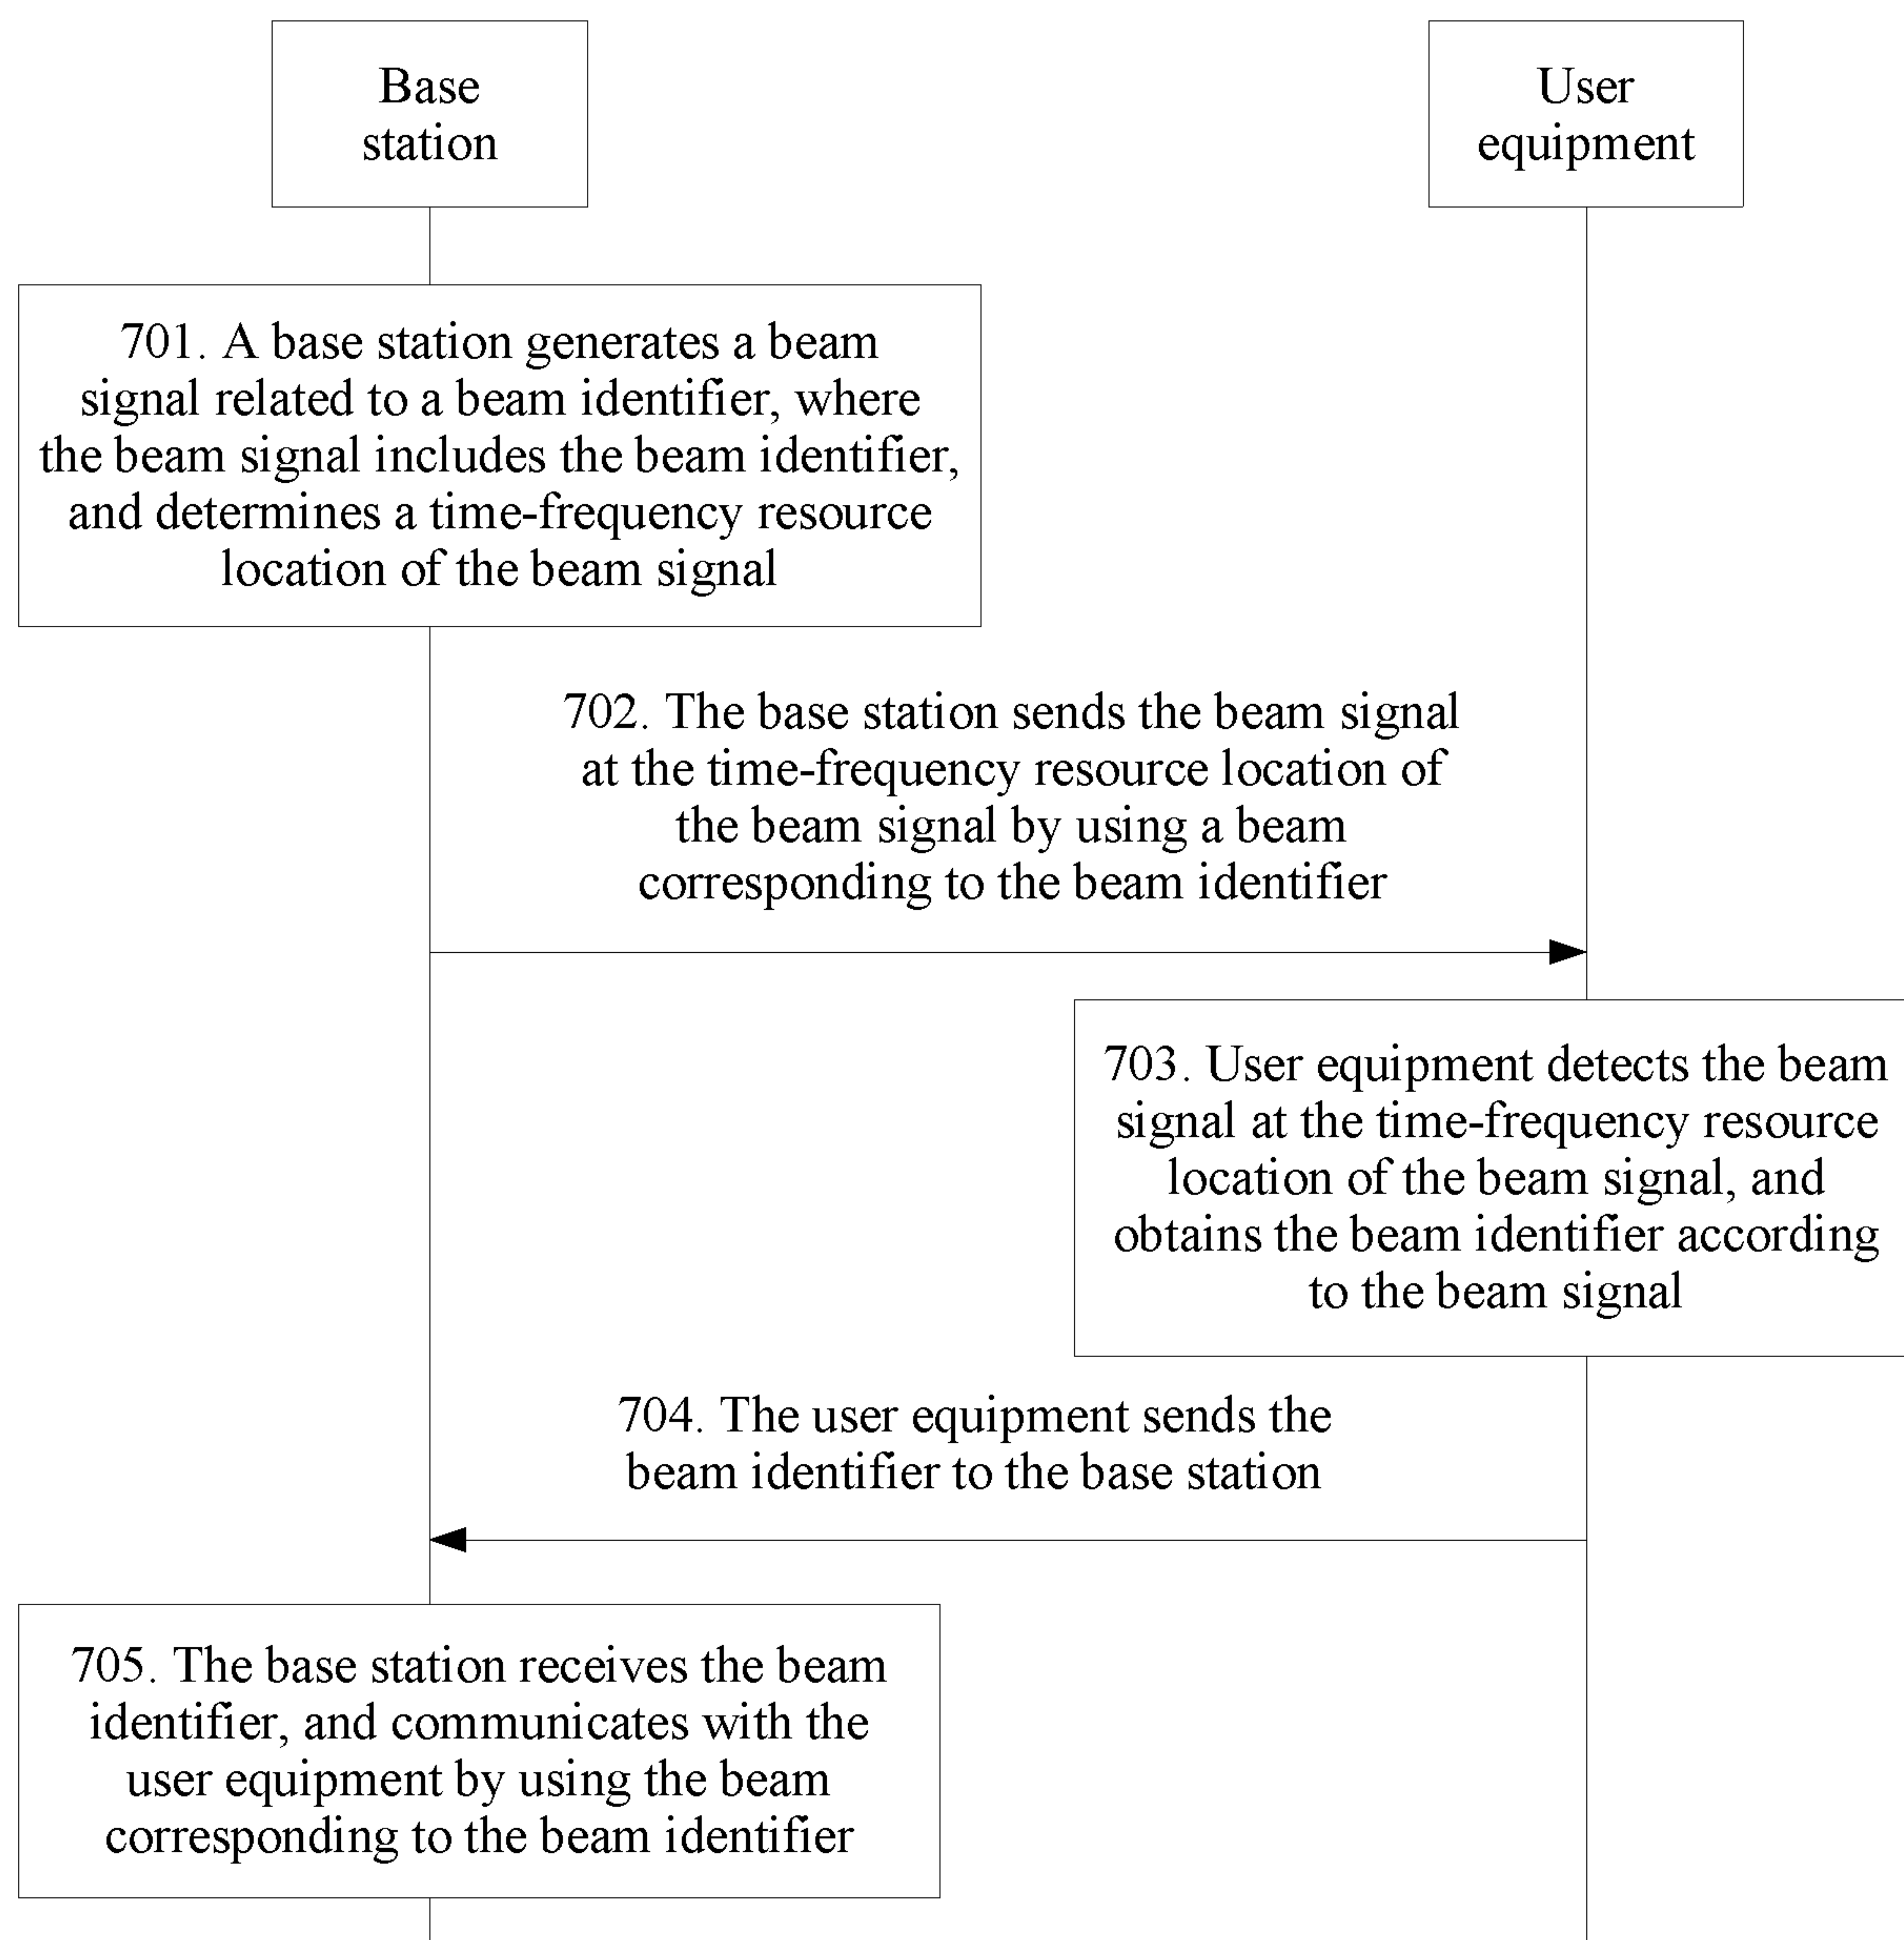 Base
station
User
equipment
701. A base station generates a beam
signal related to a beam identifier, where
the beam signal includes the beam identifier,
and determines a time-frequency resource
location of the beam signal
702. The base station sends the beam signal
at the time-frequency resource location of
the beam signal by using a beam
corresponding to the beam identifier
703. User equipment detects the beam
signal at the time-frequency resource
location of the beam signal, and
obtains the beam identifier according
to the beam signal
704. The user equipment sends the
beam identifier to the base station
705. The base station receives the beam
identifier, and communicates with the
user equipment by using the beam
corresponding to the beam identifier